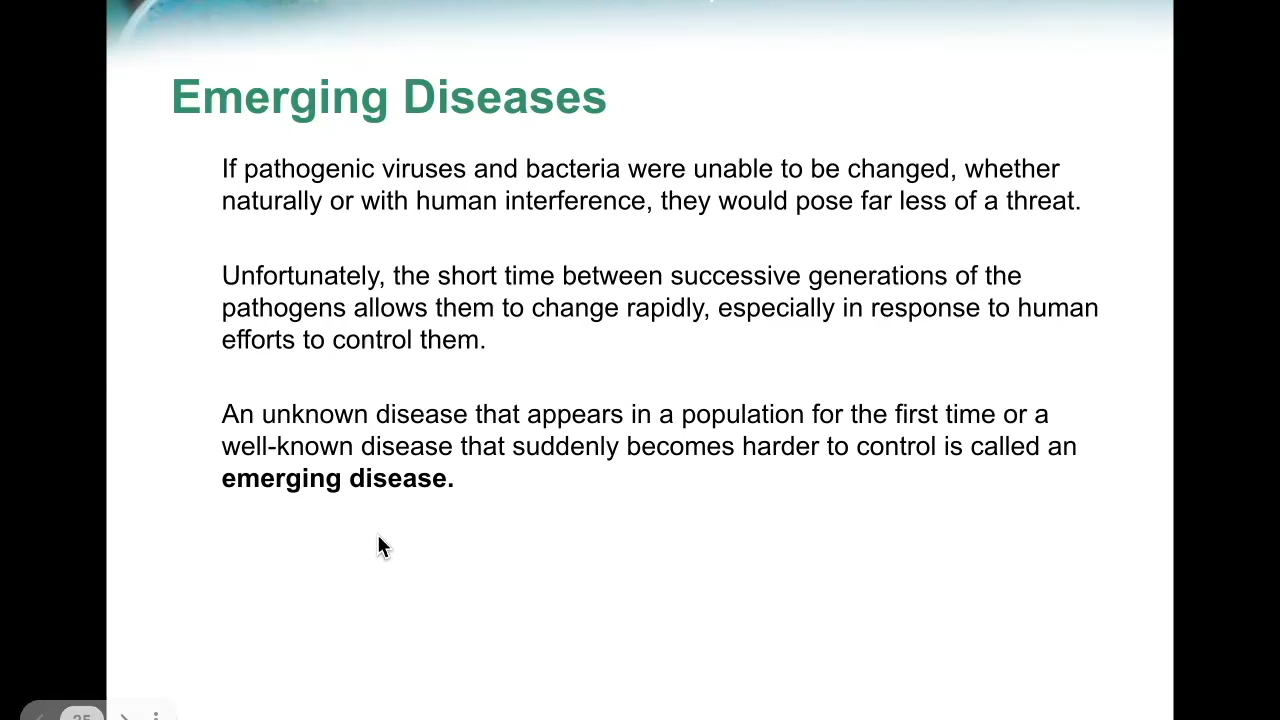 Emerging Diseases
If pathogenic viruses and bacteria were unable to be changed, whether
naturally or with human interference, they would pose far less of a threat.
Unfortunately, the short time between successive generations of the
pathogens allows them to change rapidly, especially in response to human
efforts to control them.
An unknown disease that appears in a population for the first time or a
well-known disease that suddenly becomes harder to control is called an
emerging disease.